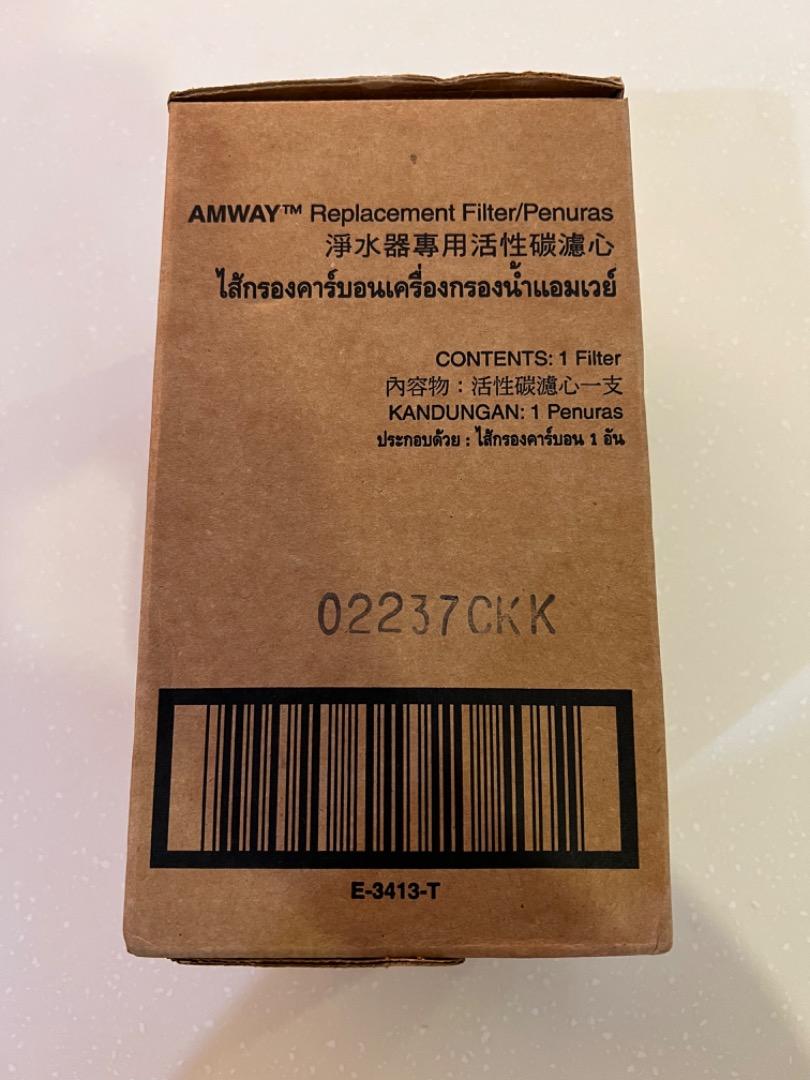 AMWAY™ Replacement Filter/Penuras
淨水器專用活性碳濾心
ไส้กรองคาร์บอนเครื่องกรองน้ำแอมเวย์
CONTENTS: 1 Filter
內容物：活性碳濾心一支
KANDUNGAN: 1 Penuras
ประกอบด้วย : ไส้กรองคาร์บอน 1 อัน
02237CKK
E-3413-T